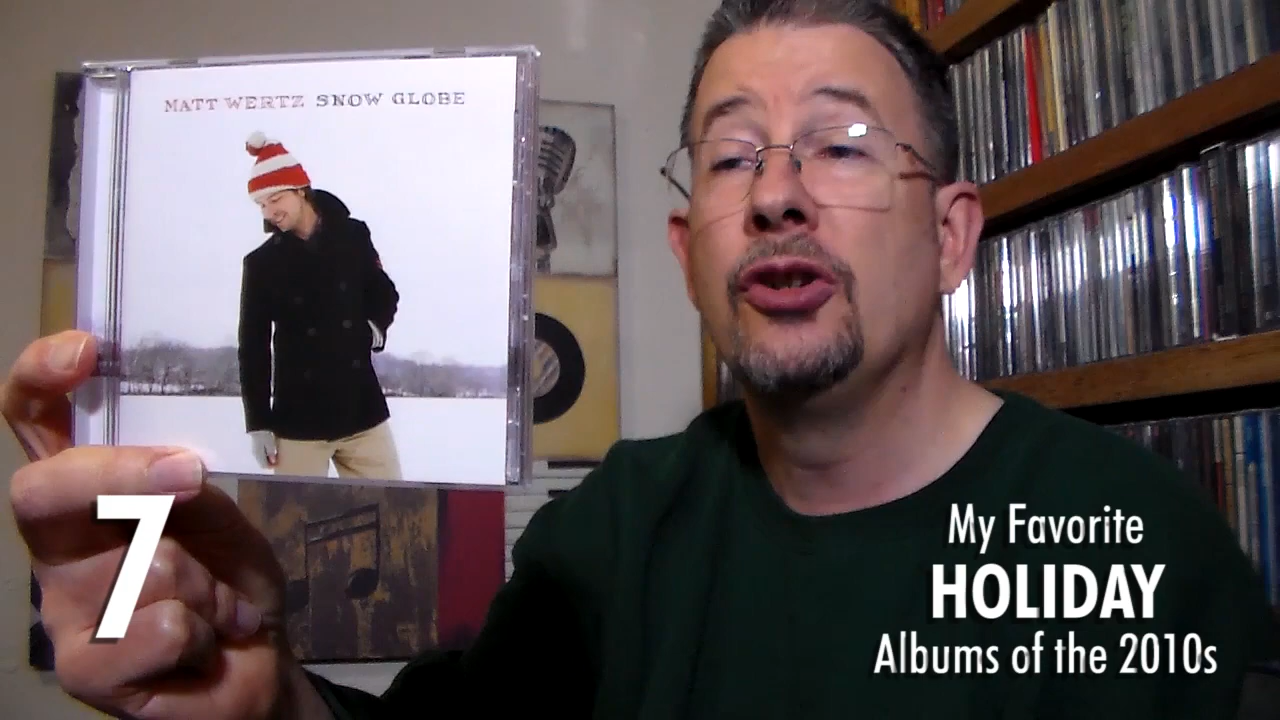 MATT WERTZ SNOW GLOBE
7
My Favorite
HOLIDAY
Albums of the 2010s